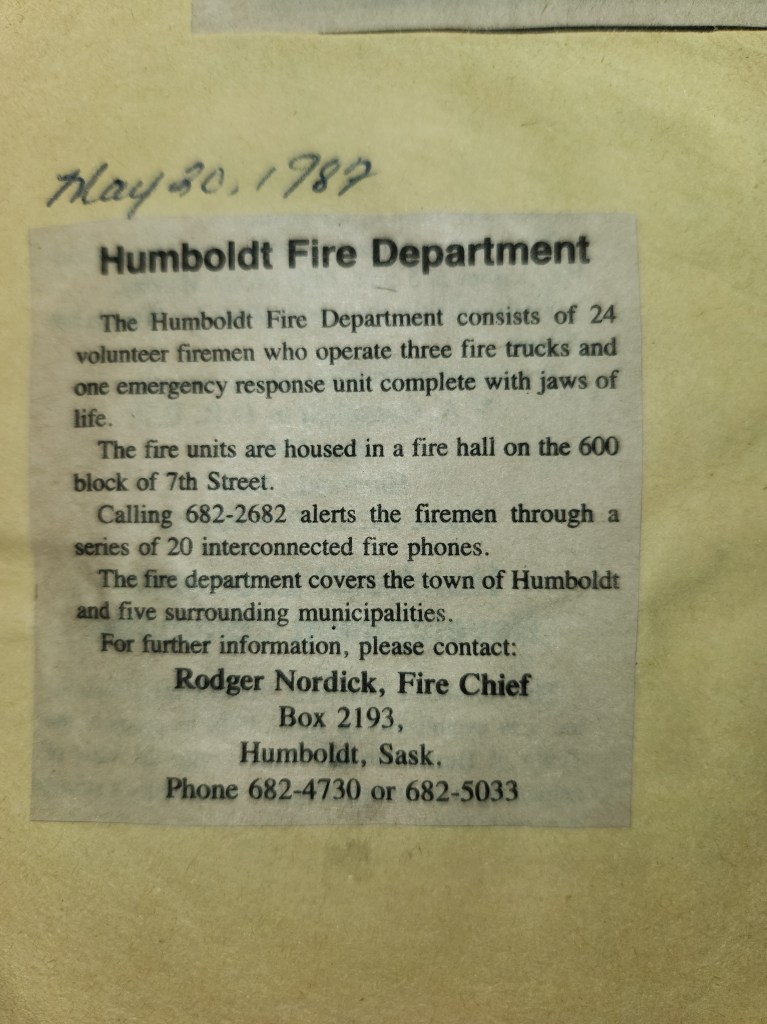 May 20, 1987
Humboldt Fire Department
The Humboldt Fire Department consists of 24
volunteer firemen who operate three fire trucks and
one emergency response unit complete with jaws of
life.
The fire units are housed in a fire hall on the 600
block of 7th Street.
Calling 682-2682 alerts the firemen through a
series of 20 interconnected fire phones.
The fire department covers the town of Humboldt
and five surrounding municipalities.
For further information, please contact:
Rodger Nordick, Fire Chief
Box 2193,
Humboldt, Sask.
Phone 682-4730 or 682-5033